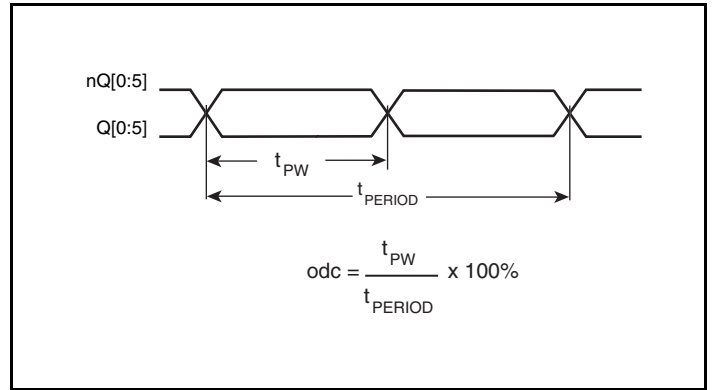 nQ[0:5]
Q[0:5]
tPW
tPERIOD
odc = tPW / tPERIOD x 100%